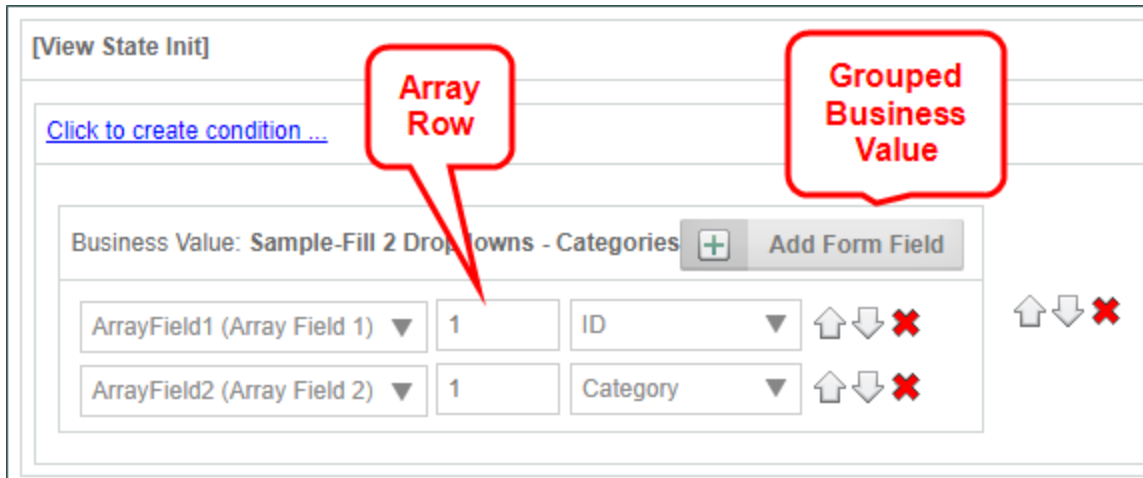 [View State Init]
Array
Row
Grouped
Business
Value
Click to create condition ...
Business Value: Sample-Fill 2 Dropdowns - Categories
Add Form Field
ArrayField1 (Array Field 1) 1 ID
ArrayField2 (Array Field 2) 1 Category